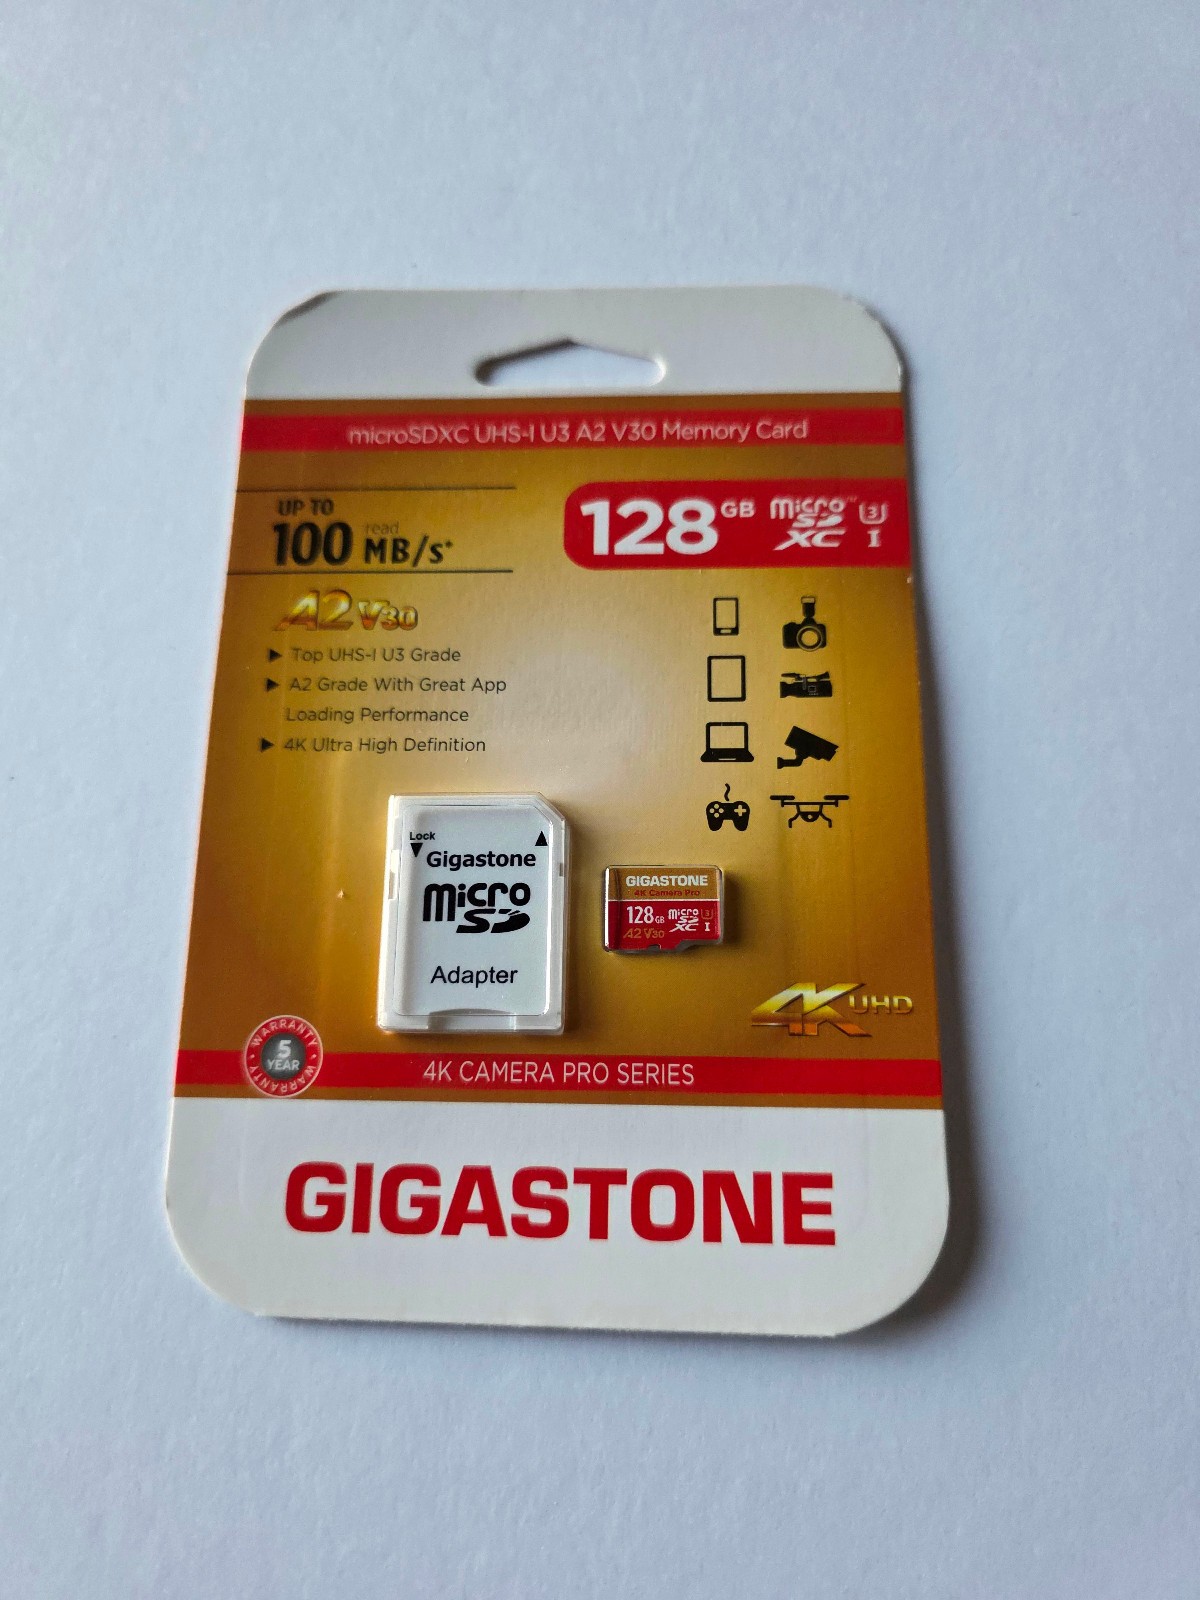 microSDXC UHS-I U3 A2 V30 Memory Card
UP TO
100 read MB/s*
128 GB micro SD XC™ 3 I
A2 V30
Top UHS-I U3 Grade
A2 Grade With Great App
Loading Performance
4K Ultra High Definition
Lock
Gigastone
micro
SD
Adapter
GIGASTONE
4K Camera Pro
128GB micro SD XC 3 I
A2 V30
4K UHD
WARRANTY
5
YEAR
WARRANTY
4K CAMERA PRO SERIES
GIGASTONE